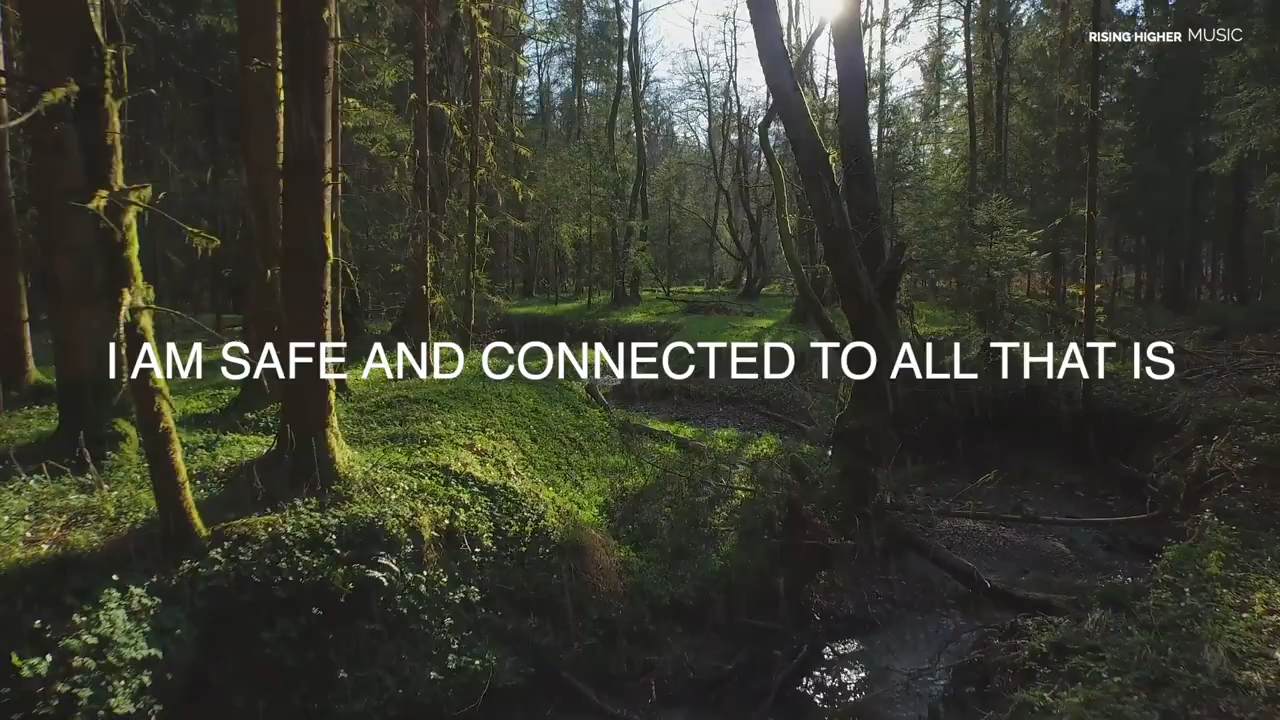 RISING HIGHER MUSIC
I AM SAFE AND CONNECTED TO ALL THAT IS